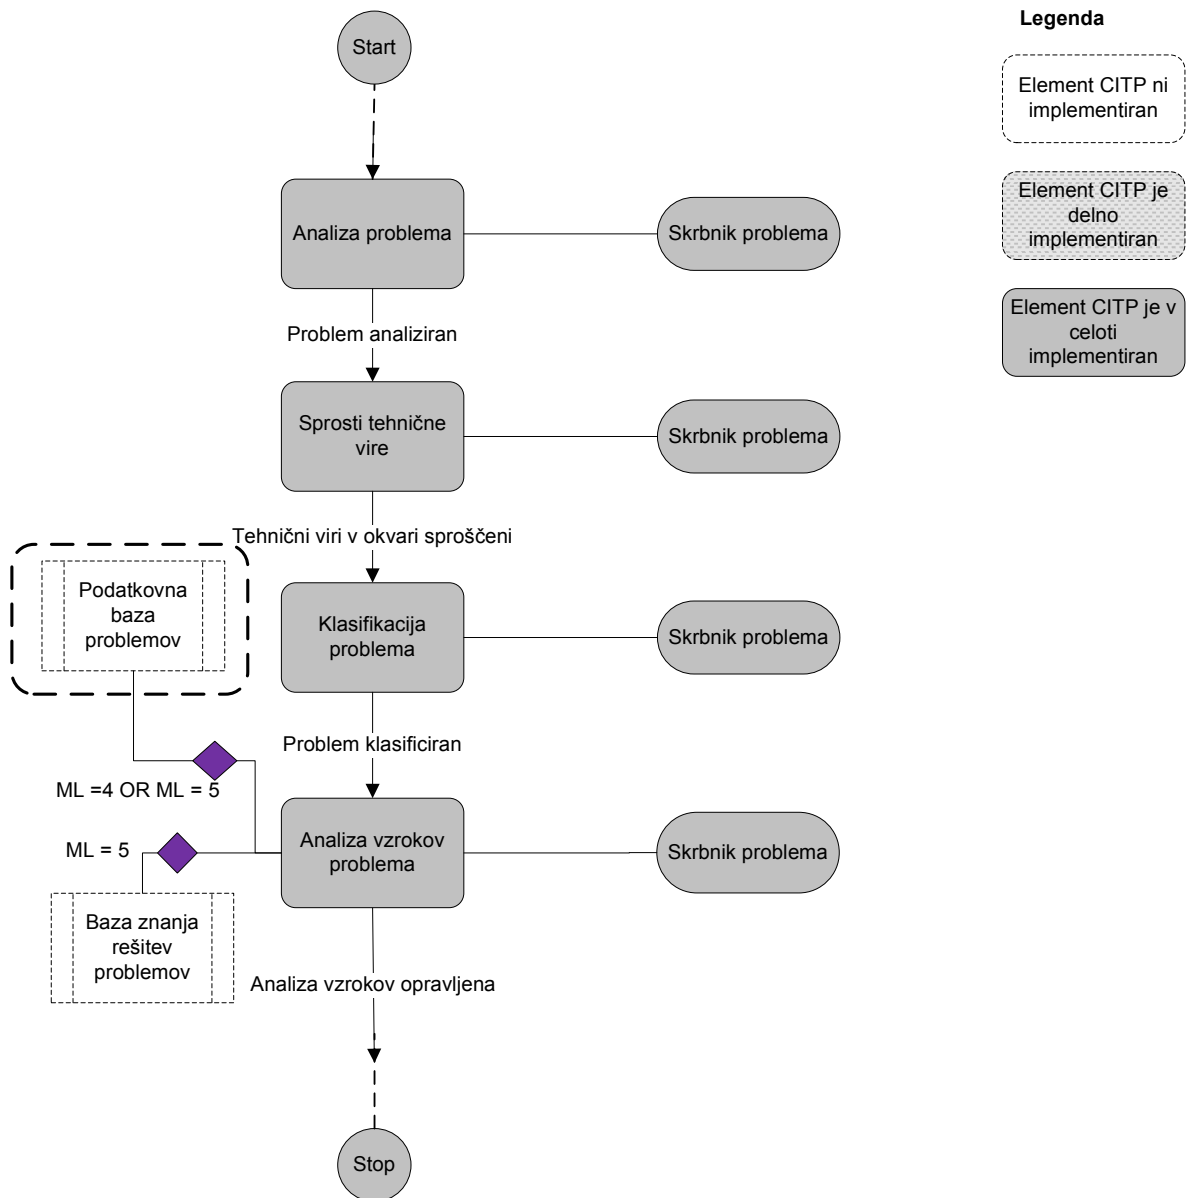 Legenda
Start
Element CITP ni
implementiran
Element CITP je
delno
implementiran
Element CITP je v
celoti
implementiran
Analiza problema
Skrbnik problema
Problem analiziran
Sprosti tehnične
vire
Skrbnik problema
Tehnični viri v okvari sproščeni
Podatkovna
baza
problemov
Klasifikacija
problema
Skrbnik problema
Problem klasificiran
ML =4 OR ML = 5
Analiza vzrokov
problema
Skrbnik problema
ML = 5
Baza znanja
rešitev
problemov
Analiza vzrokov opravljena
Stop